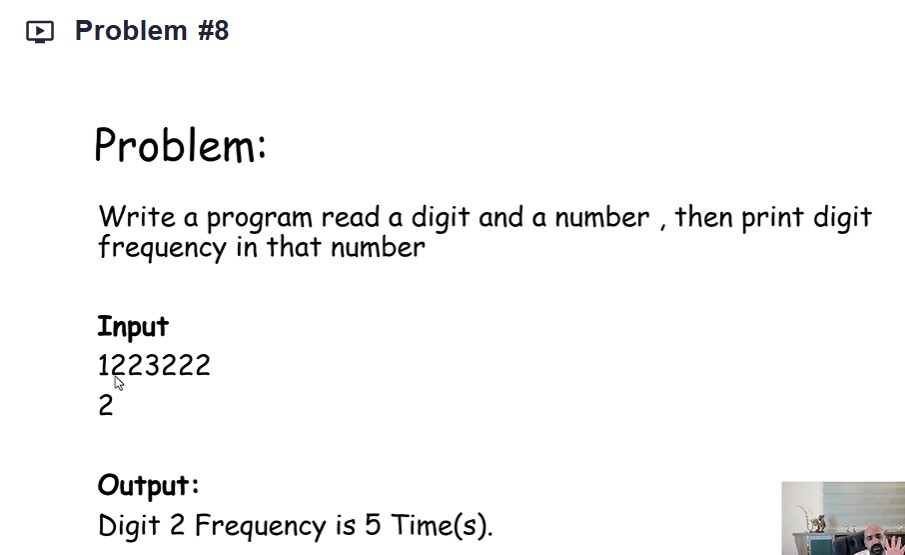 Problem #8
Problem:
Write a program read a digit and a number , then print digit
frequency in that number
Input
1223222
2
Output:
Digit 2 Frequency is 5 Time(s).